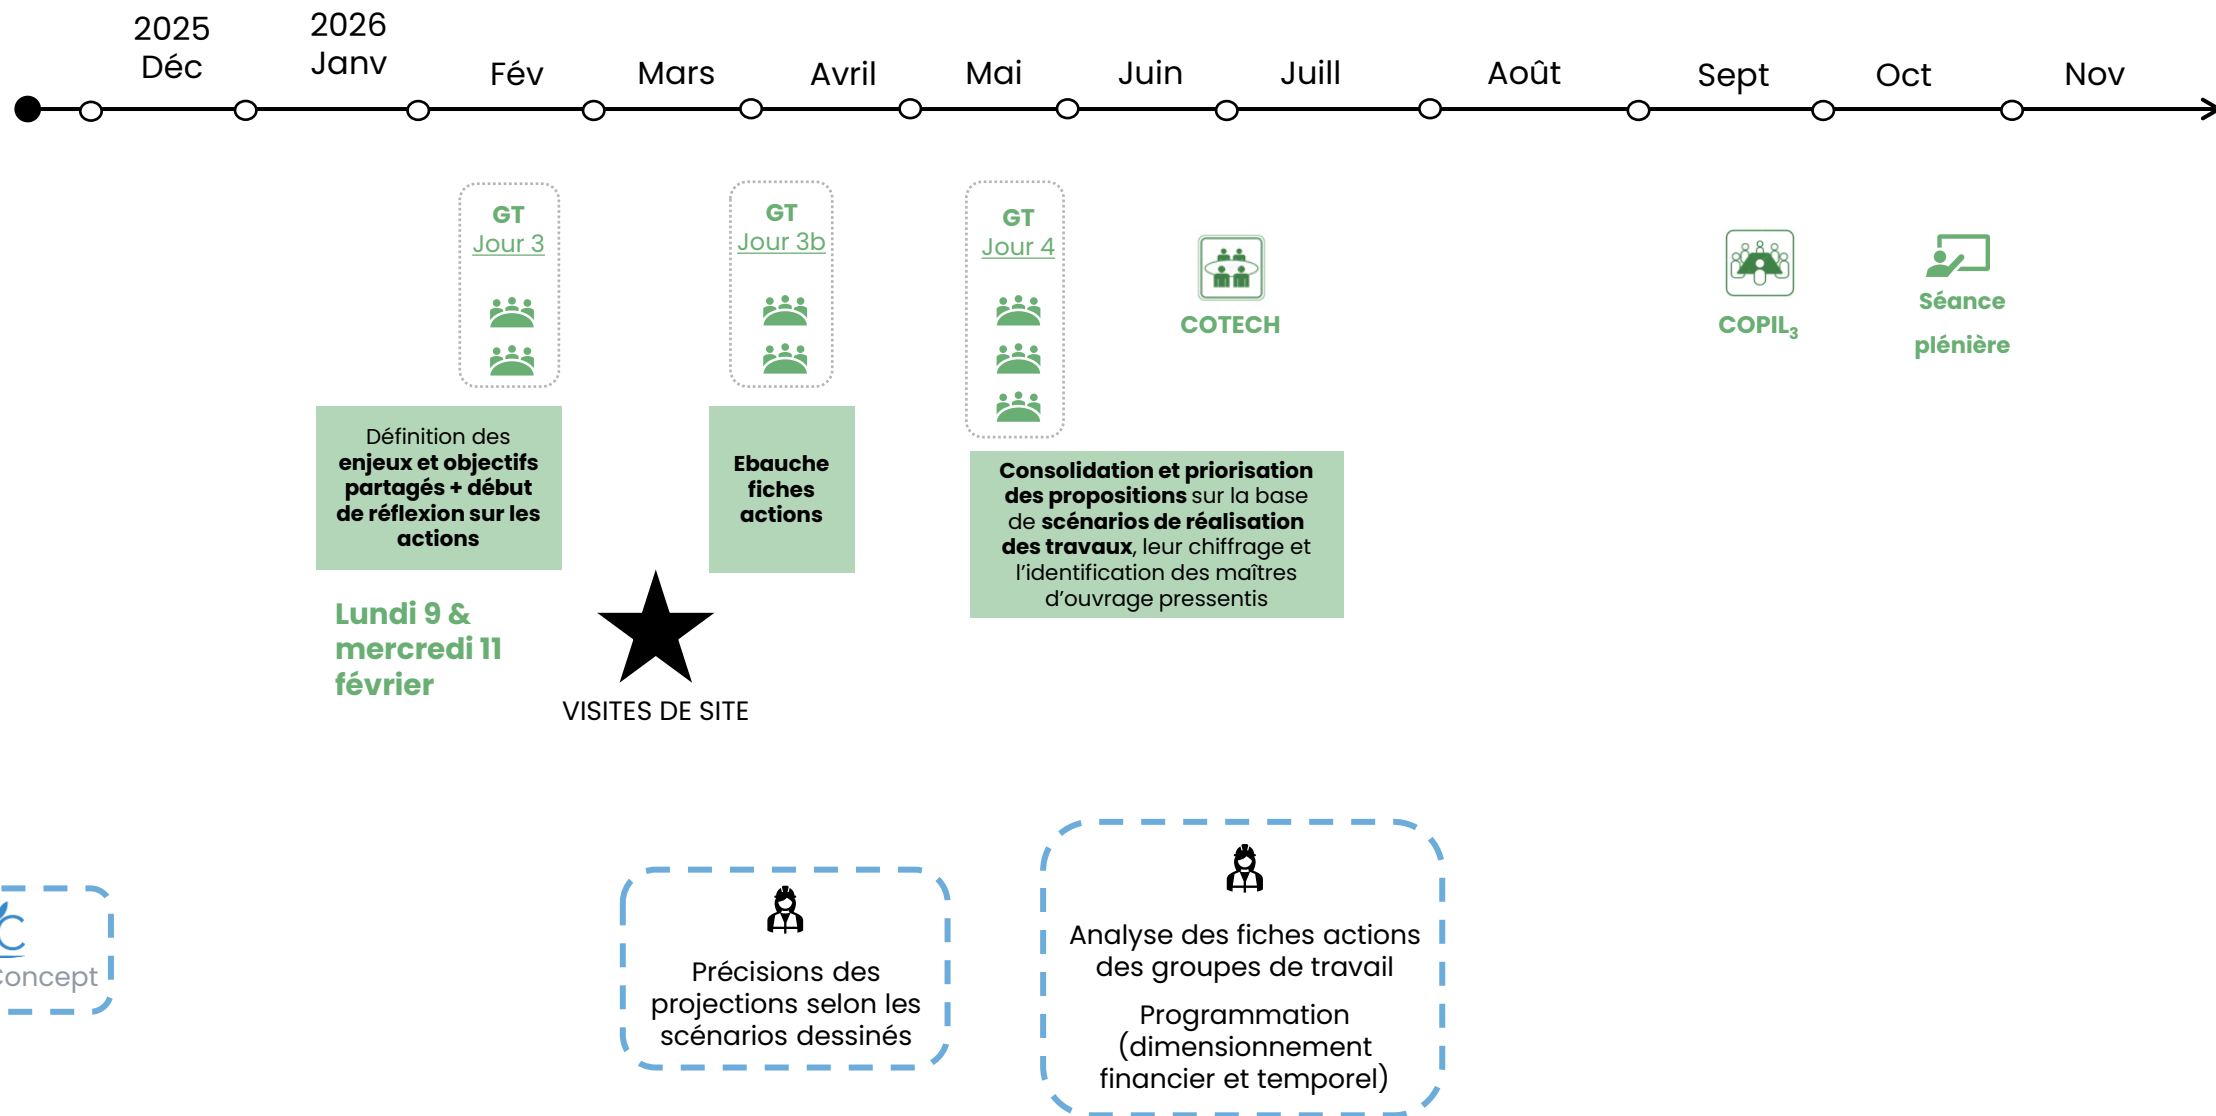 2025
Déc
2026
Janv
Fév
Mars
Avril
Mai
Juin
Juill
Août
Sept
Oct
Nov
GT
Jour 3
GT
Jour 3b
GT
Jour 4
COTECH
COPIL₃
Séance
plénière
Définition des
enjeux et objectifs
partagés + début
de réflexion sur les
actions
Ebauche
fiches
actions
Consolidation et priorisation
des propositions sur la base
de scénarios de réalisation
des travaux, leur chiffrage et
l’identification des maîtres
d’ouvrage pressentis
Lundi 9 &
mercredi 11
février
VISITES DE SITE
C
Concept
Précisions des
projections selon les
scénarios dessinés
Analyse des fiches actions
des groupes de travail
Programmation
(dimensionnement
financier et temporel)